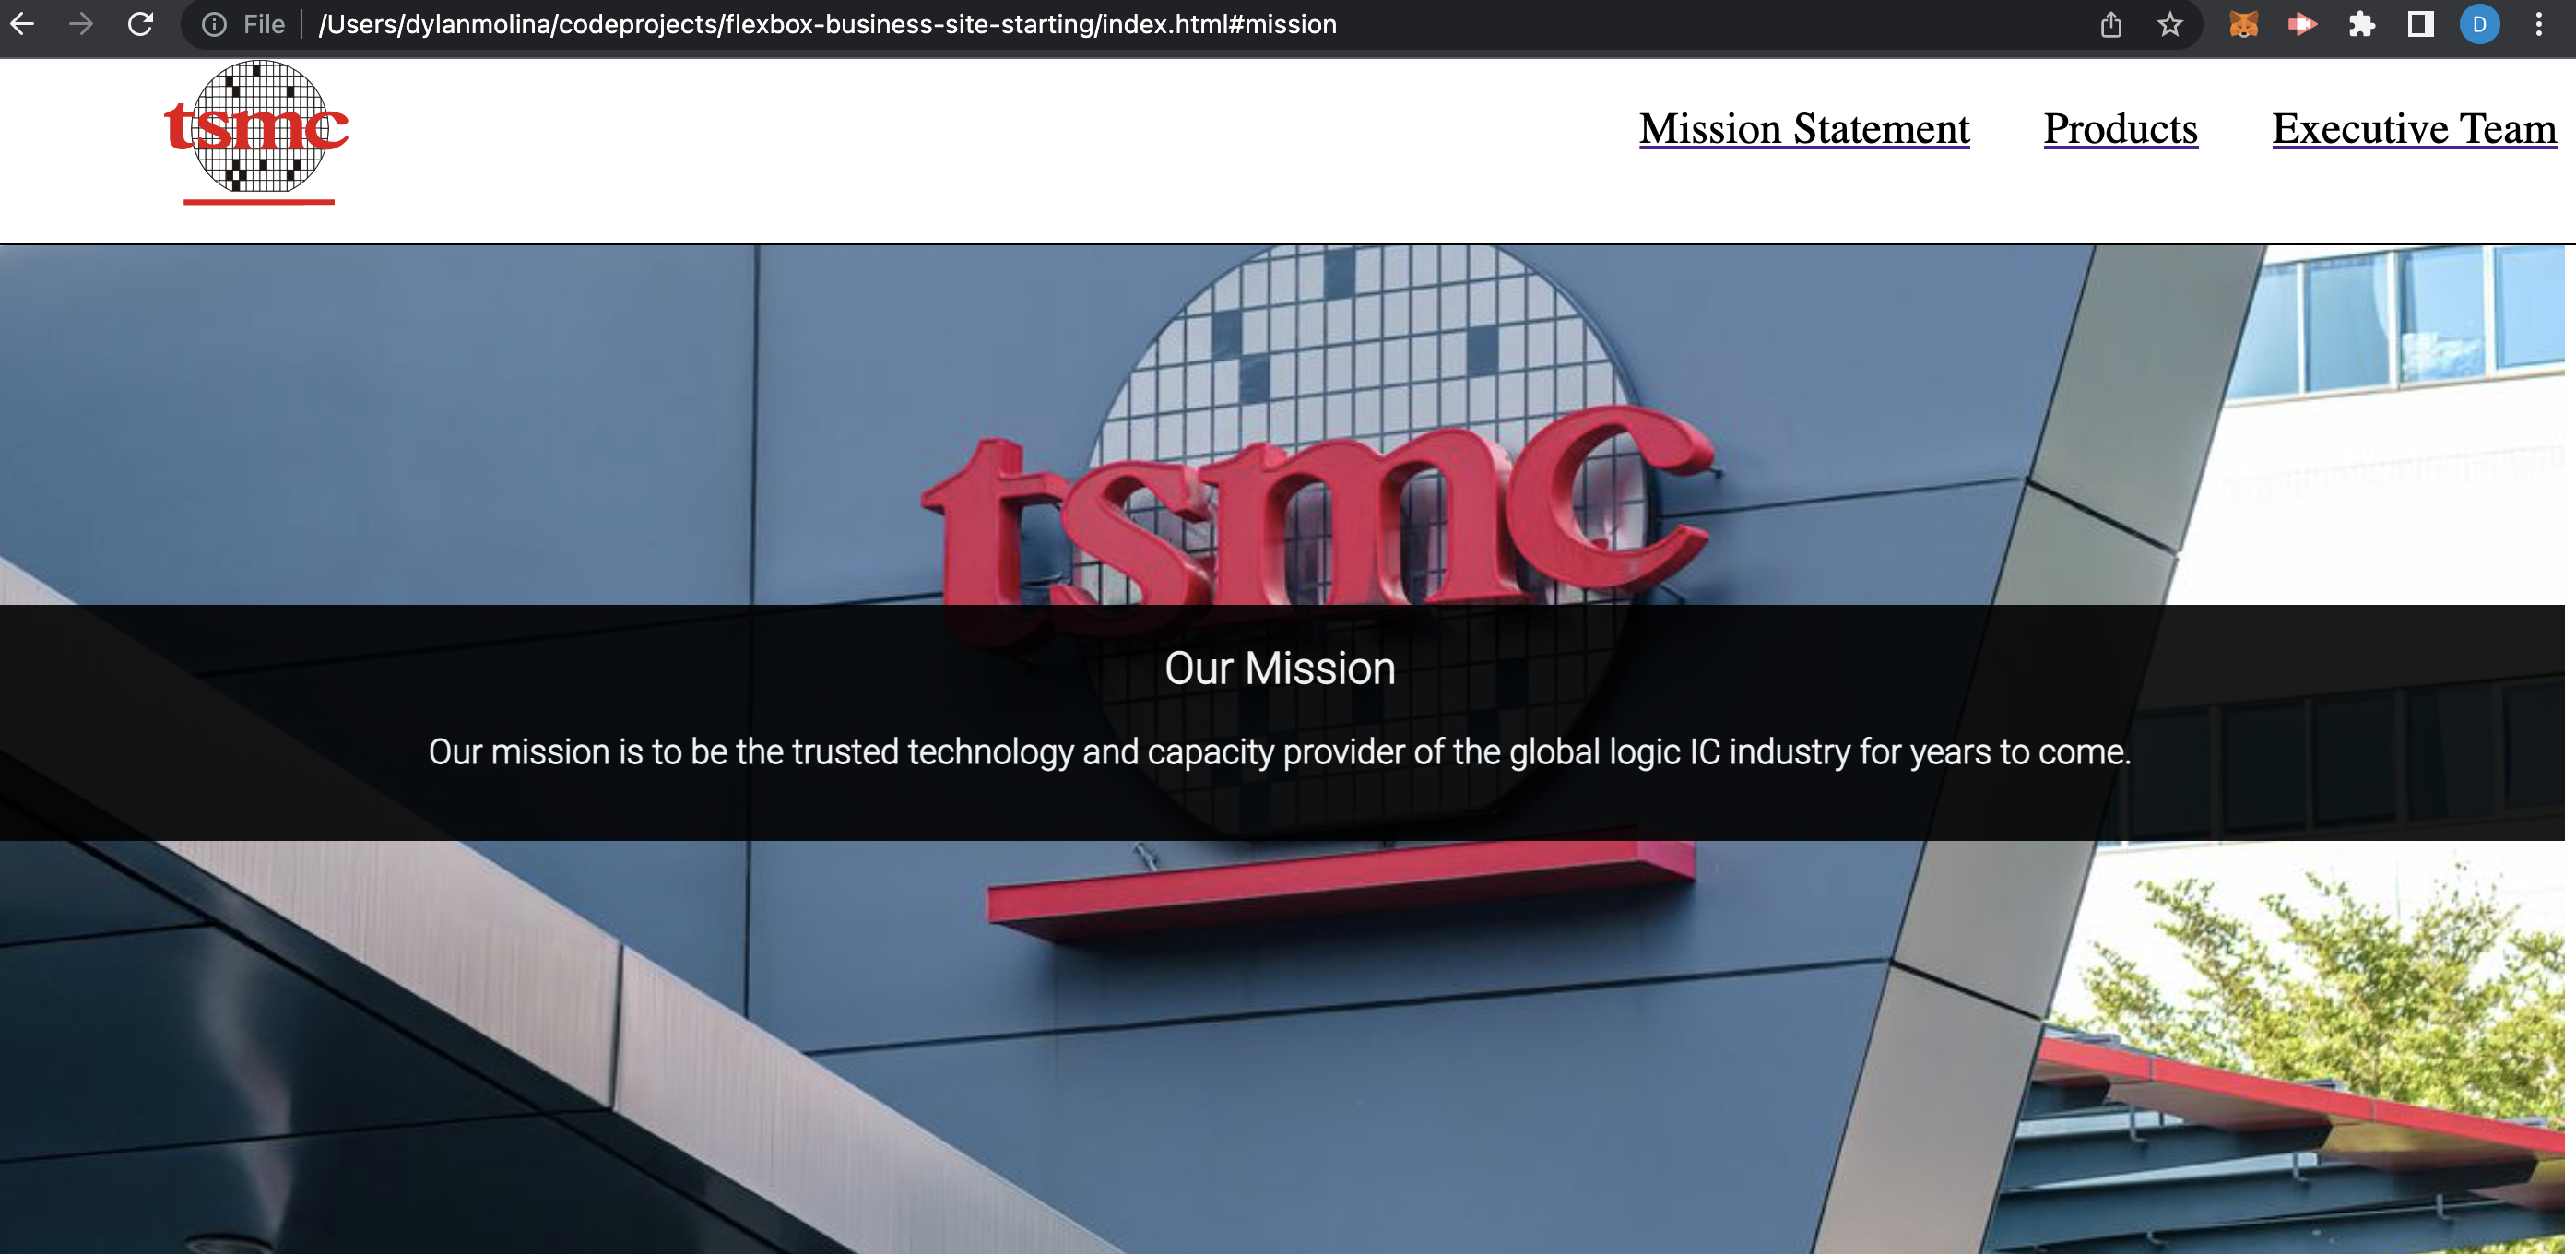 File
/Users/dylanmolina/codeprojects/flexbox-business-site-starting/index.html#mission
D
tsmc
Mission Statement
Products
Executive Team
tsmc
Our Mission
Our mission is to be the trusted technology and capacity provider of the global logic IC industry for years to come.